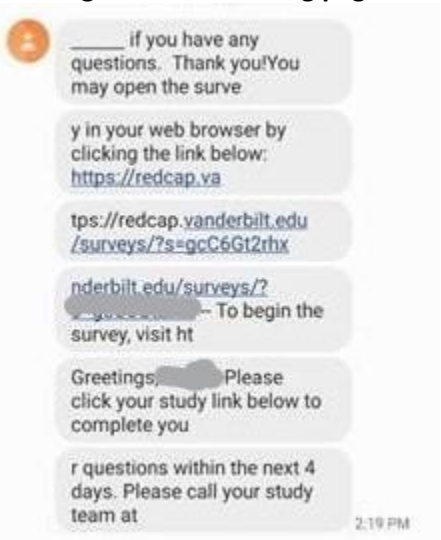 _____ if you have any
questions.  Thank you!You
may open the surve
y in your web browser by
clicking the link below:
https://redcap.va
tps://redcap.vanderbilt.edu
/surveys/?s=gcC6Gt2rhx
nderbilt.edu/surveys/?
-- To begin the
survey, visit ht
Greetings, Please
click your study link below to
complete you
r questions within the next 4
days. Please call your study
team at
2:19 PM